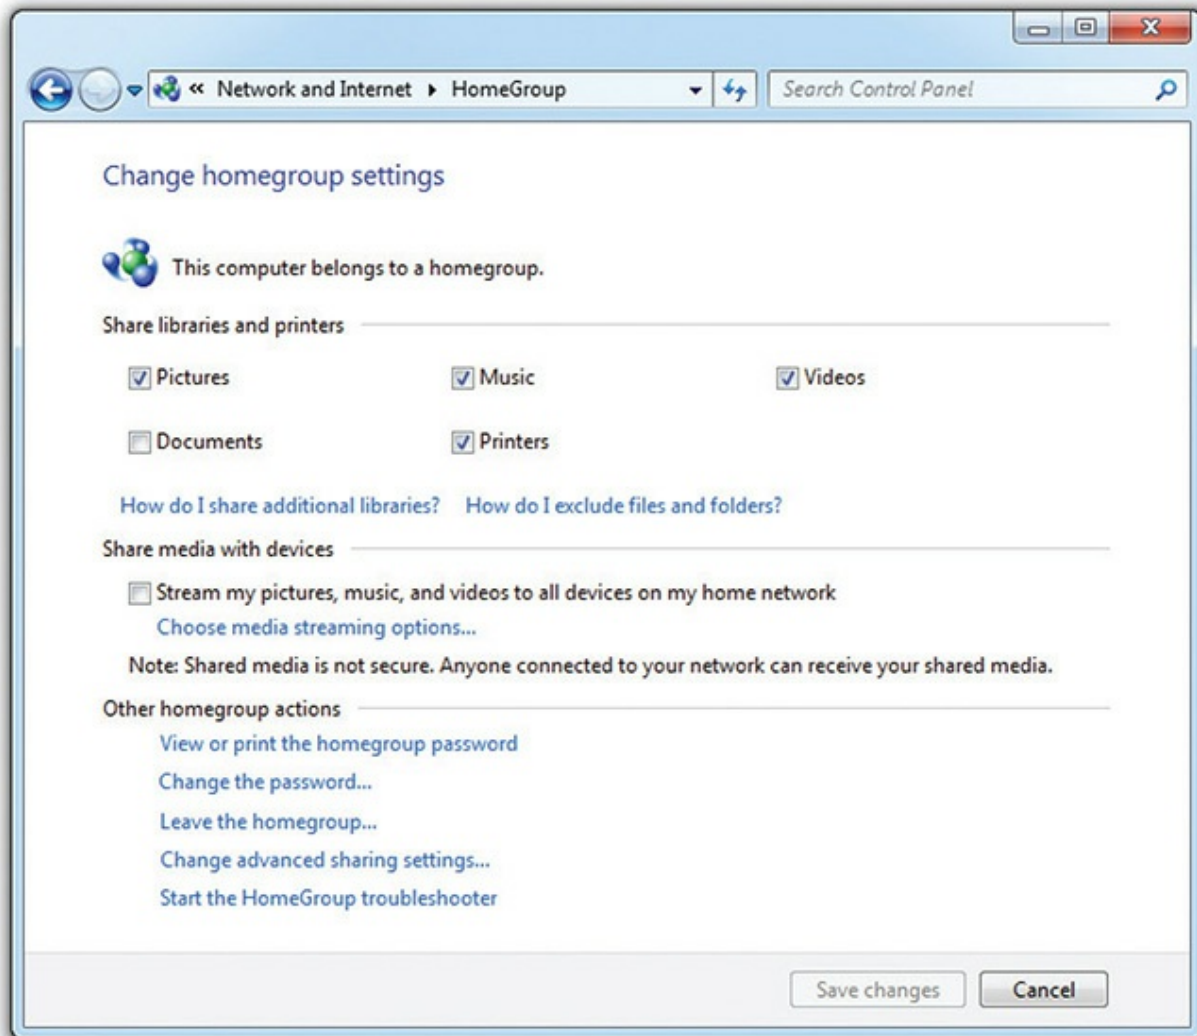 « Network and Internet ▸ HomeGroup
Search Control Panel
Change homegroup settings
This computer belongs to a homegroup.
Share libraries and printers
Pictures Music Videos
Documents Printers
How do I share additional libraries? How do I exclude files and folders?
Share media with devices
Stream my pictures, music, and videos to all devices on my home network
Choose media streaming options...
Note: Shared media is not secure. Anyone connected to your network can receive your shared media.
Other homegroup actions
View or print the homegroup password
Change the password...
Leave the homegroup...
Change advanced sharing settings...
Start the HomeGroup troubleshooter
Save changes Cancel